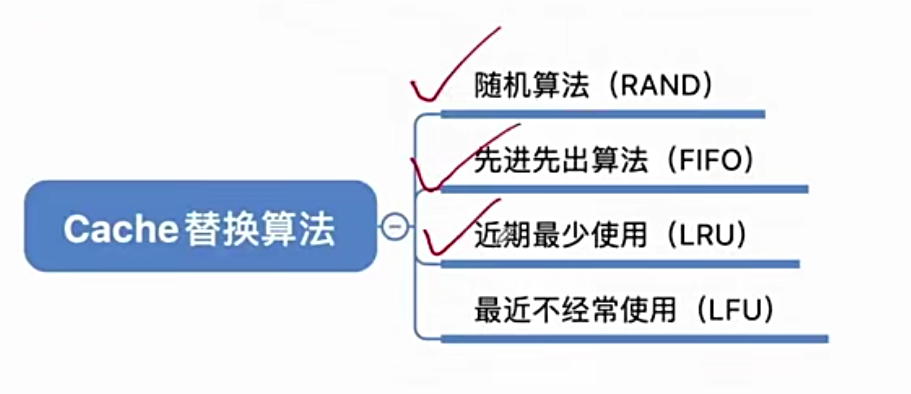 Cache替换算法
随机算法（RAND）
先进先出算法（FIFO）
近期最少使用（LRU）
最近不经常使用（LFU）